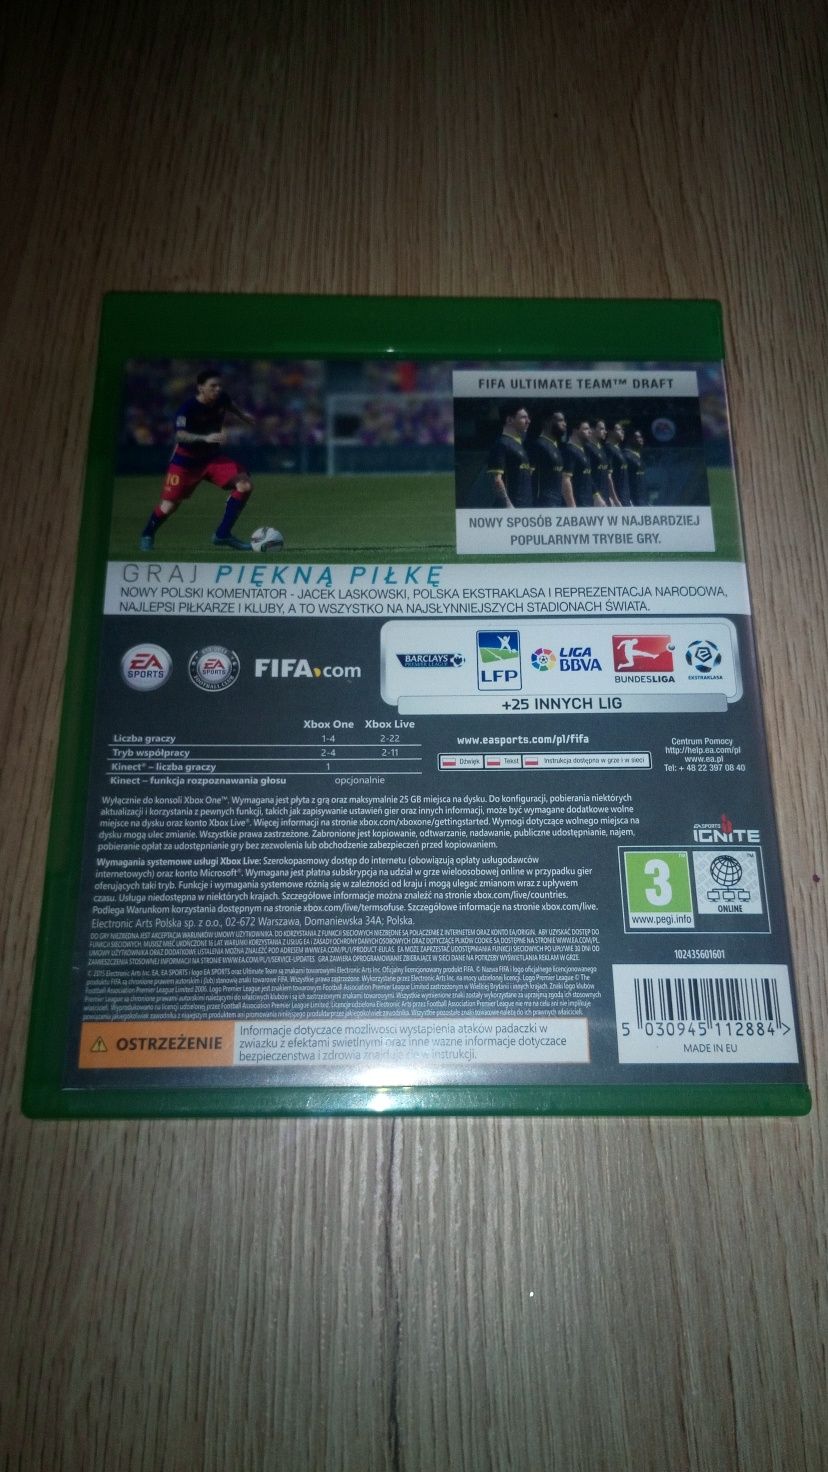 FIFA ULTIMATE TEAM™ DRAFT
10
EA SPORTS
NOWY SPOSÓB ZABAWY W NAJBARDZIEJ
POPULARNYM TRYBIE GRY.
GRAJ PIĘKNĄ PIŁKĘ
NOWY POLSKI KOMENTATOR - JACEK LASKOWSKI, POLSKA EKSTRAKLASA I REPREZENTACJA NARODOWA,
NAJLEPSI PIŁKARZE I KLUBY, A TO WSZYSTKO NA NAJSŁYNNIEJSZYCH STADIONACH ŚWIATA.
EA SPORTS
EA SPORTS FOOTBALL CLUB
FIFA.com
BARCLAYS PREMIER LEAGUE
LFP
LIGA BBVA
BUNDESLIGA
EKSTRAKLASA
+25 INNYCH LIG
Xbox One Xbox Live
Liczba graczy 1-4 2-22
Tryb współpracy 2-4 2-11
Kinect® – liczba graczy 1
Kinect – funkcja rozpoznawania głosu opcjonalnie
www.easports.com/pl/fifa
Dźwięk Tekst Instrukcja dostępna w grze i w sieci
Centrum Pomocy
http://help.ea.com/pl
www.ea.pl
Tel: + 48 22 397 08 40
Wyłącznie do konsoli Xbox One™. Wymagana jest płyta z grą oraz maksymalnie 25 GB miejsca na dysku. Do konfiguracji, pobierania niektórych
aktualizacji i korzystania z pewnych funkcji, takich jak zapisywanie ustawień gier oraz innych informacji, może być wymagane dodatkowe wolne
miejsce na dysku oraz konto Xbox Live®. Więcej informacji na stronie xbox.com/xboxone/gettingstarted. Wymogi dotyczące wolnego miejsca na
dysku mogą ulec zmianie. Wszystkie prawa zastrzeżone. Zabronione jest kopiowanie, odtwarzanie, nadawanie, publiczne udostępnianie, najem,
pobieranie opłat za udostępnianie gry bez zezwolenia lub obchodzenie zabezpieczeń przed kopiowaniem.
Wymagania systemowe usługi Xbox Live: Szerokopasmowy dostęp do internetu (obowiązują opłaty usługodawców
internetowych) oraz konto Microsoft®. Wymagana jest płatna subskrypcja na udział w grze wieloosobowej online w przypadku gier
oferujących taki tryb. Funkcje i wymagania systemowe różnią się w zależności od kraju i mogą ulegać zmianom wraz z upływem
czasu. Usługa niedostępna w niektórych krajach. Szczegółowe informacje można znaleźć na stronie xbox.com/live/countries.
Podlega Warunkom korzystania dostępnym na stronie xbox.com/live/termsofuse. Szczegółowe informacje na stronie xbox.com/live.
Electronic Arts Polska sp. z o.o., 02-672 Warszawa, Domaniewska 34A; Polska.
EA SPORTS IGNITE
3
www.pegi.info
ONLINE
102435601601
5 030945 112884 >
MADE IN EU
OSTRZEŻENIE
Informacje dotyczące możliwości wystąpienia ataków padaczki w
związku z efektami świetlnymi oraz inne ważne informacje dotyczące
bezpieczeństwa i zdrowia znajdują się w instrukcji.